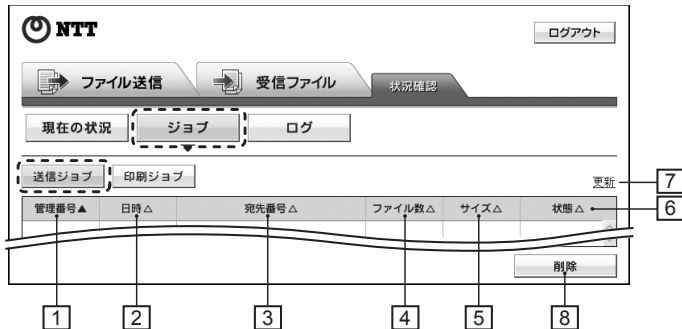 NTT
ログアウト
ファイル送信 受信ファイル 状況確認
現在の状況 ジョブ ログ
送信ジョブ 印刷ジョブ 更新 7
管理番号▲ 日時△ 宛先番号△ ファイル数△ サイズ△ 状態△ 6
削除
1 2 3 4 5 8